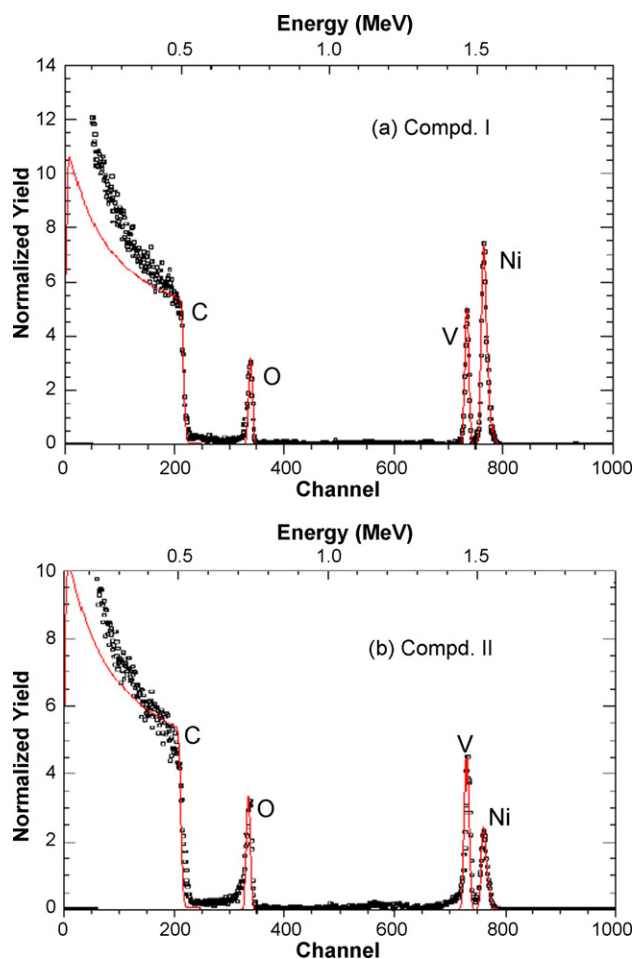 Energy (MeV)
0.5 1.0 1.5
14
12
10
8
6
4
2
0
Normalized Yield
(a) Compd. I
C
O
V
Ni
0 200 400 600 800 1000
Channel
Energy (MeV)
0.5 1.0 1.5
10
8
6
4
2
0
Normalized Yield
(b) Compd. II
C
O
V
Ni
0 200 400 600 800 1000
Channel